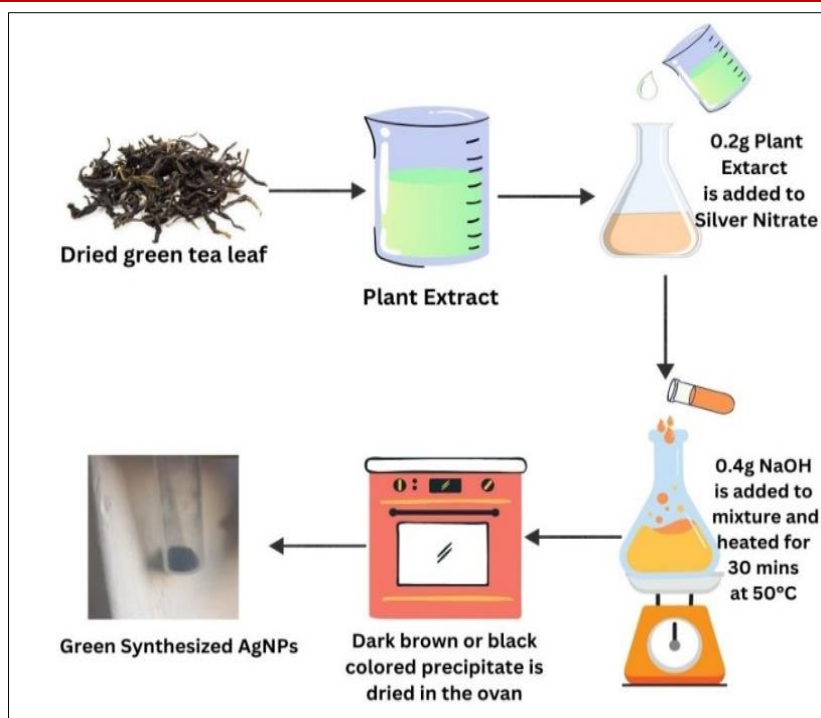 Dried green tea leaf
Plant Extract
0.2g Plant
Extarct
is added to
Silver Nitrate
0.4g NaOH
is added to
mixture and
heated for
30 mins
at 50°C
Dark brown or black
colored precipitate is
dried in the ovan
Green Synthesized AgNPs